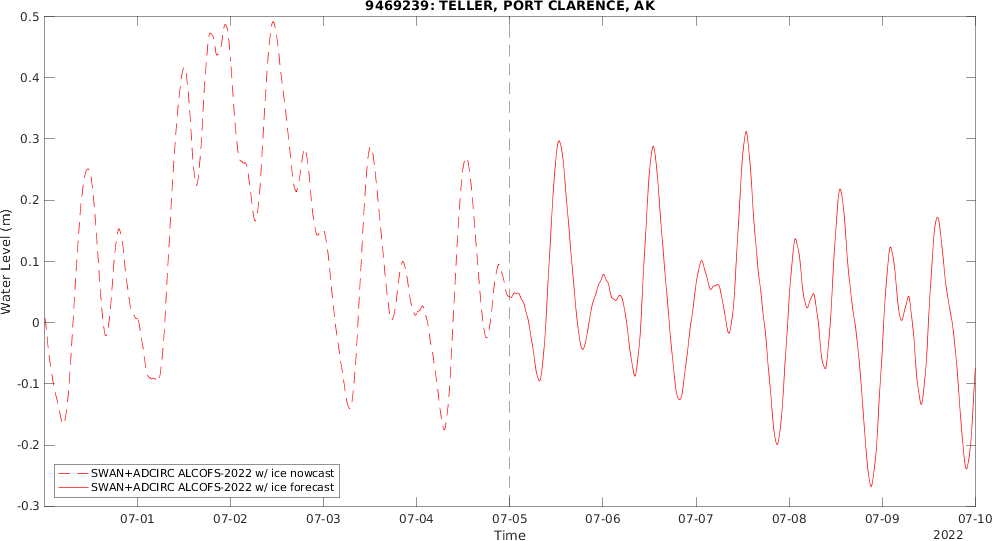 9469239: TELLER, PORT CLARENCE, AK
0.5
0.4
0.3
0.2
0.1
0
-0.1
-0.2
-0.3
Water Level (m)
SWAN+ADCIRC ALCOFS-2022 w/ ice nowcast
SWAN+ADCIRC ALCOFS-2022 w/ ice forecast
07-01 07-02 07-03 07-04 07-05 07-06 07-07 07-08 07-09 07-10
Time
2022